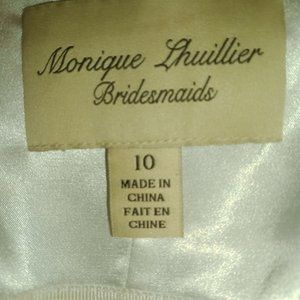 Monique Lhuillier
Bridesmaids
10
MADE IN
CHINA
FAIT EN
CHINE